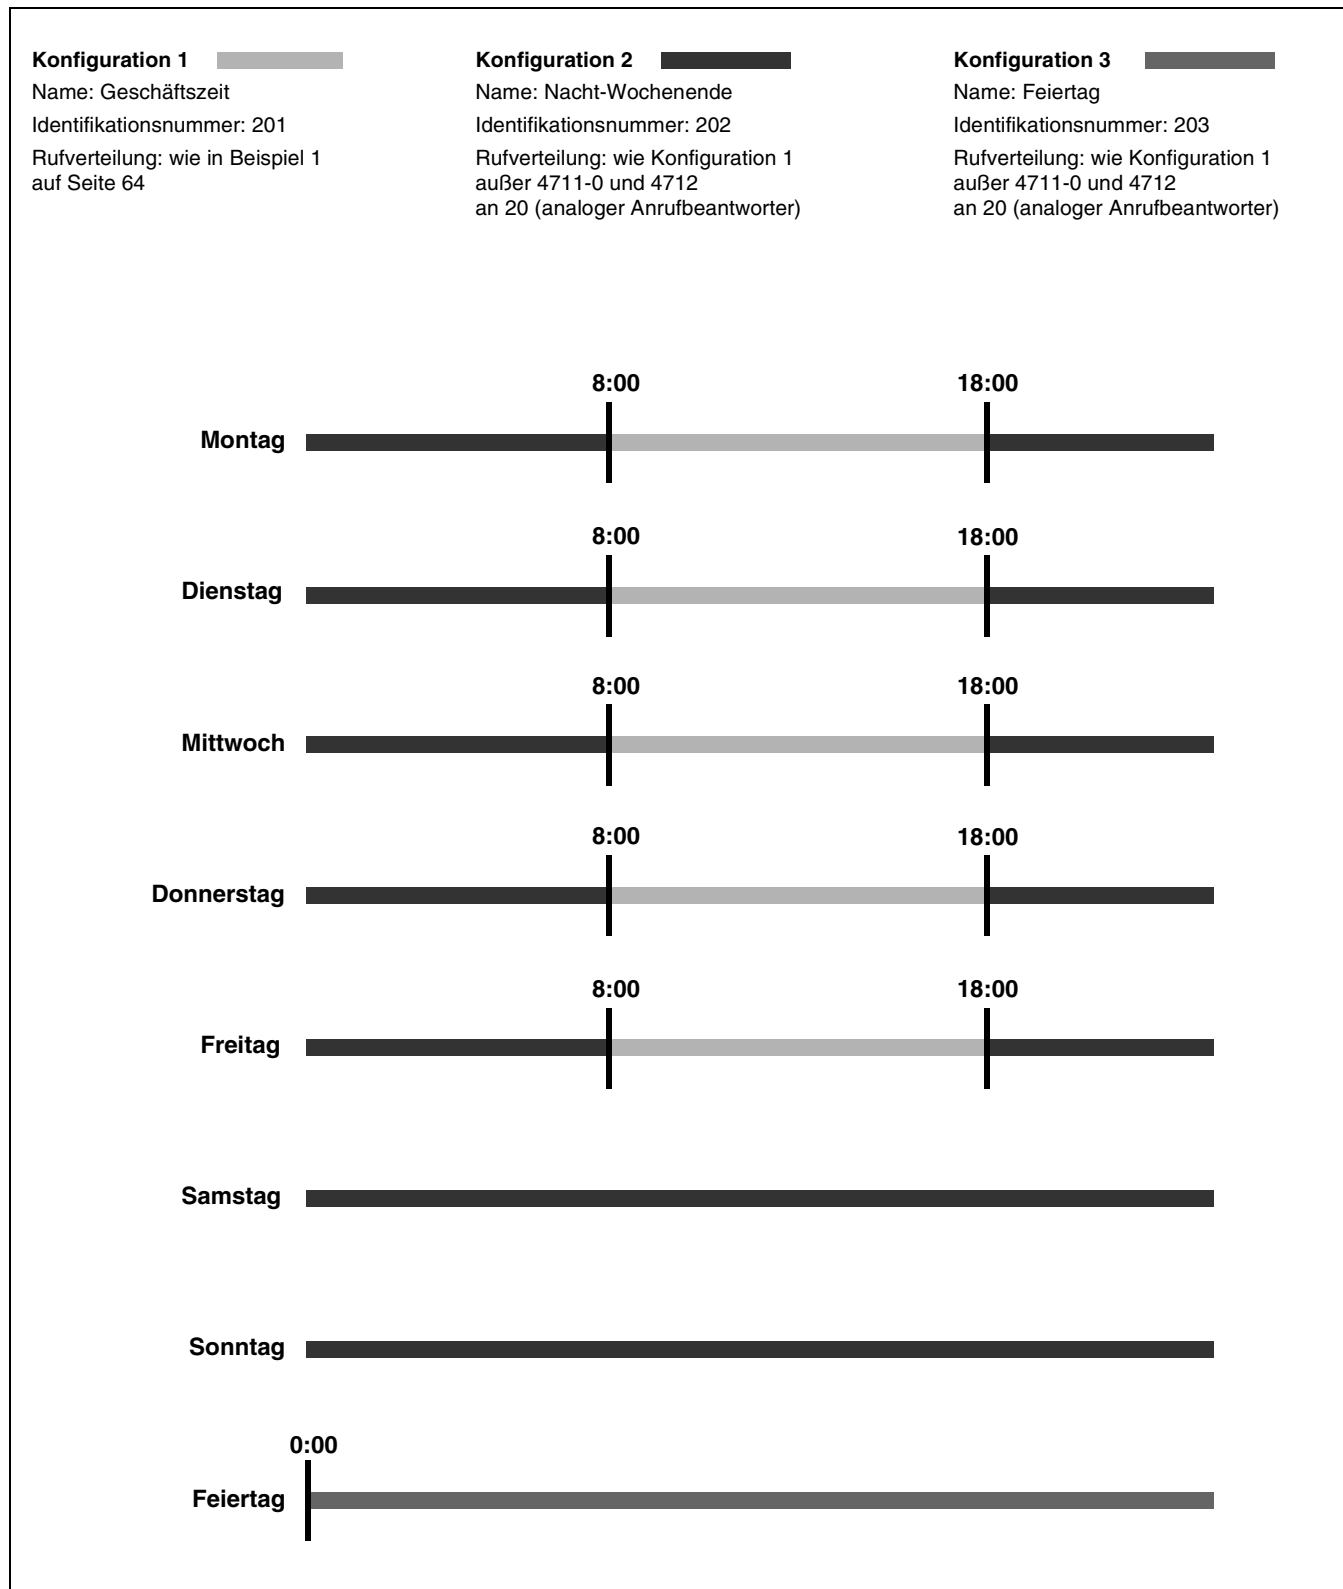 Konfiguration 1
Name: Geschäftszeit
Identifikationsnummer: 201
Rufverteilung: wie in Beispiel 1
auf Seite 64
Konfiguration 2
Name: Nacht-Wochenende
Identifikationsnummer: 202
Rufverteilung: wie Konfiguration 1
außer 4711-0 und 4712
an 20 (analoger Anrufbeantworter)
Konfiguration 3
Name: Feiertag
Identifikationsnummer: 203
Rufverteilung: wie Konfiguration 1
außer 4711-0 und 4712
an 20 (analoger Anrufbeantworter)
8:00 18:00
Montag
8:00 18:00
Dienstag
8:00 18:00
Mittwoch
8:00 18:00
Donnerstag
8:00 18:00
Freitag
Samstag
Sonntag
0:00
Feiertag